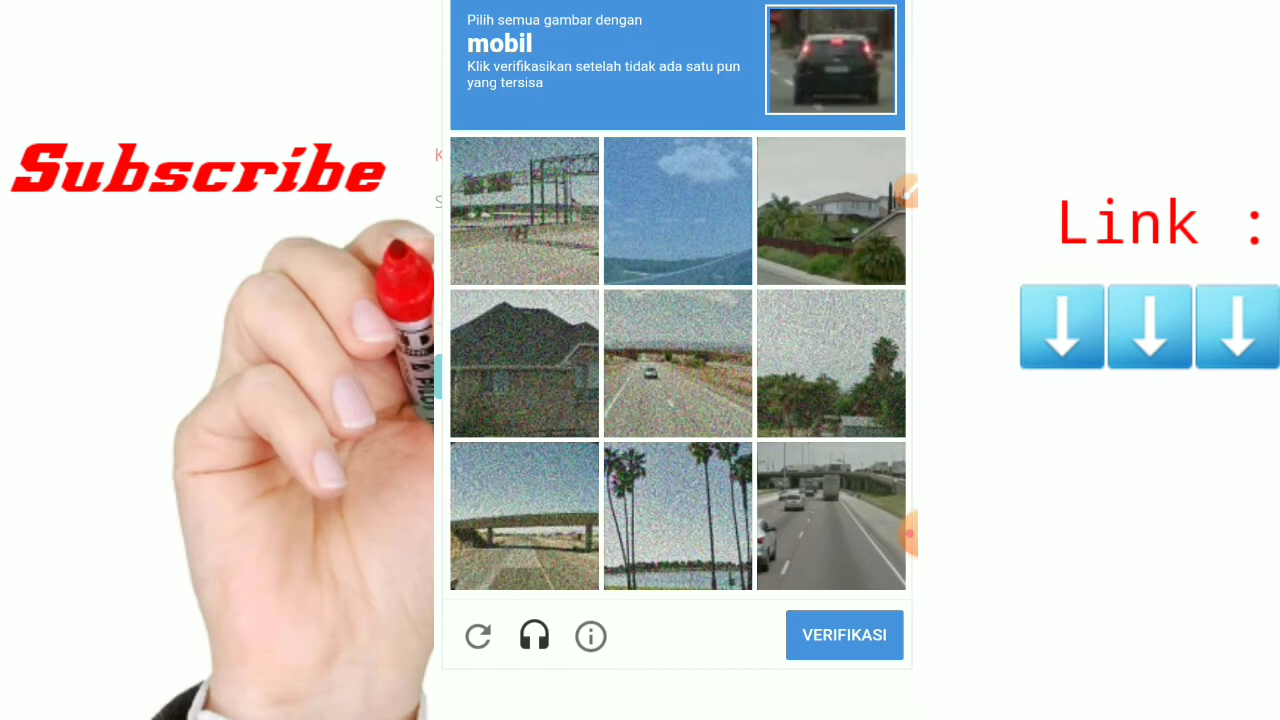 Pilih semua gambar dengan
mobil
Klik verifikasikan setelah tidak ada satu pun
yang tersisa
Subscribe
Link :
VERIFIKASI